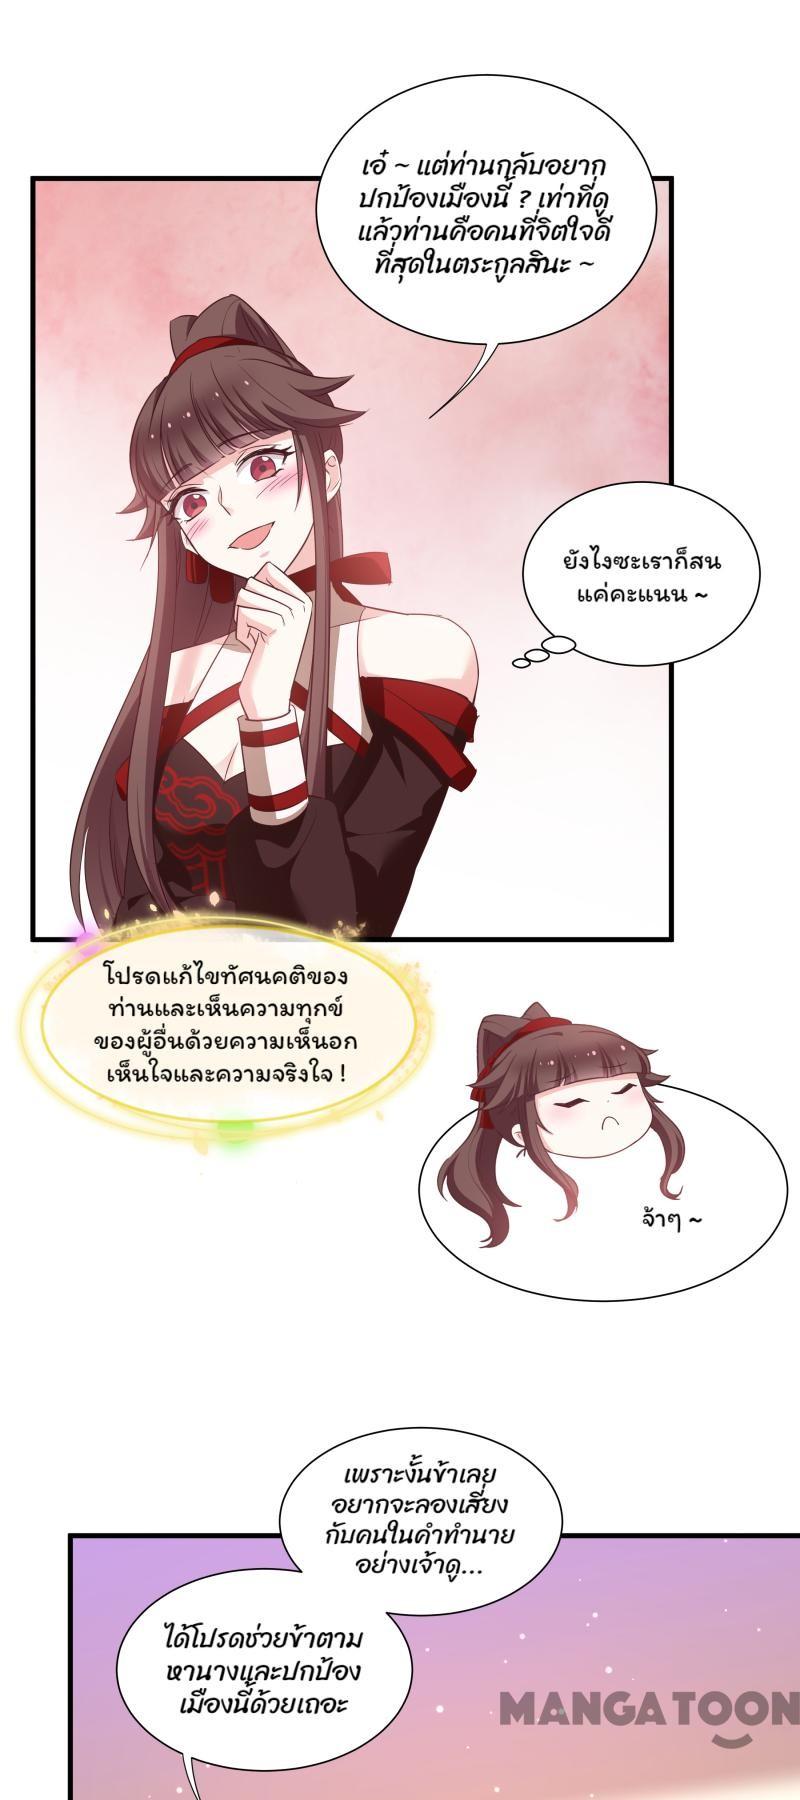 เอ๋ ~ แต่ท่านกลับอยาก
ปกป้องเมืองนี้ ? เท่าที่ดู
แล้วท่านคือคนที่จิตใจดี
ที่สุดในตระกูลสินะ ~
ยังไงซะเราก็สน
แค่คะแนน ~
โปรดแก้ไขทัศนคติของ
ท่านและเห็นความทุกข์
ของผู้อื่นด้วยความเห็นอก
เห็นใจและความจริงใจ !
จ้าๆ ~
เพราะงั้นข้าเลย
อยากจะลองเสี่ยง
กับคนในคำทำนาย
อย่างเจ้าดู...
ได้โปรดช่วยข้าตาม
หานางและปกป้อง
เมืองนี้ด้วยเถอะ
MANGATOON